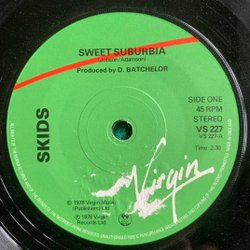 SWEET SUBURBIA
(Jobson/Adamson)
Produced by D. BATCHELOR
SIDE ONE
45 RPM
STEREO
VS 227
VS 227-A
Time: 2.30
SKIDS
℗ 1978 Virgin Music
(Publishers) Ltd
℗ 1978 Virgin
Records Ltd
Virgin